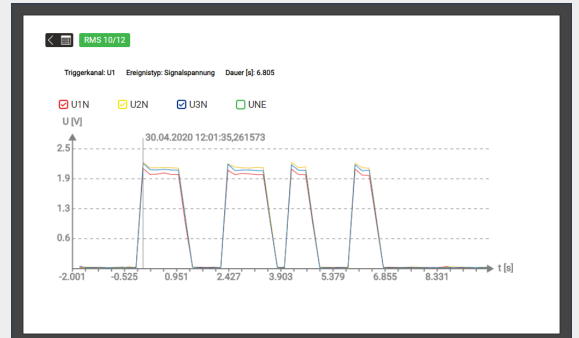 RMS 10/12
Triggerkanal: U1 Ereignistyp: Signalspannung Dauer [s]: 6.805
U1N U2N U3N UNE
U [V]
30.04.2020 12:01:35,261573
2.5
1.9
1.3
0.6
t [s]
-2.001 -0.525 0.951 2.427 3.903 5.379 6.855 8.331